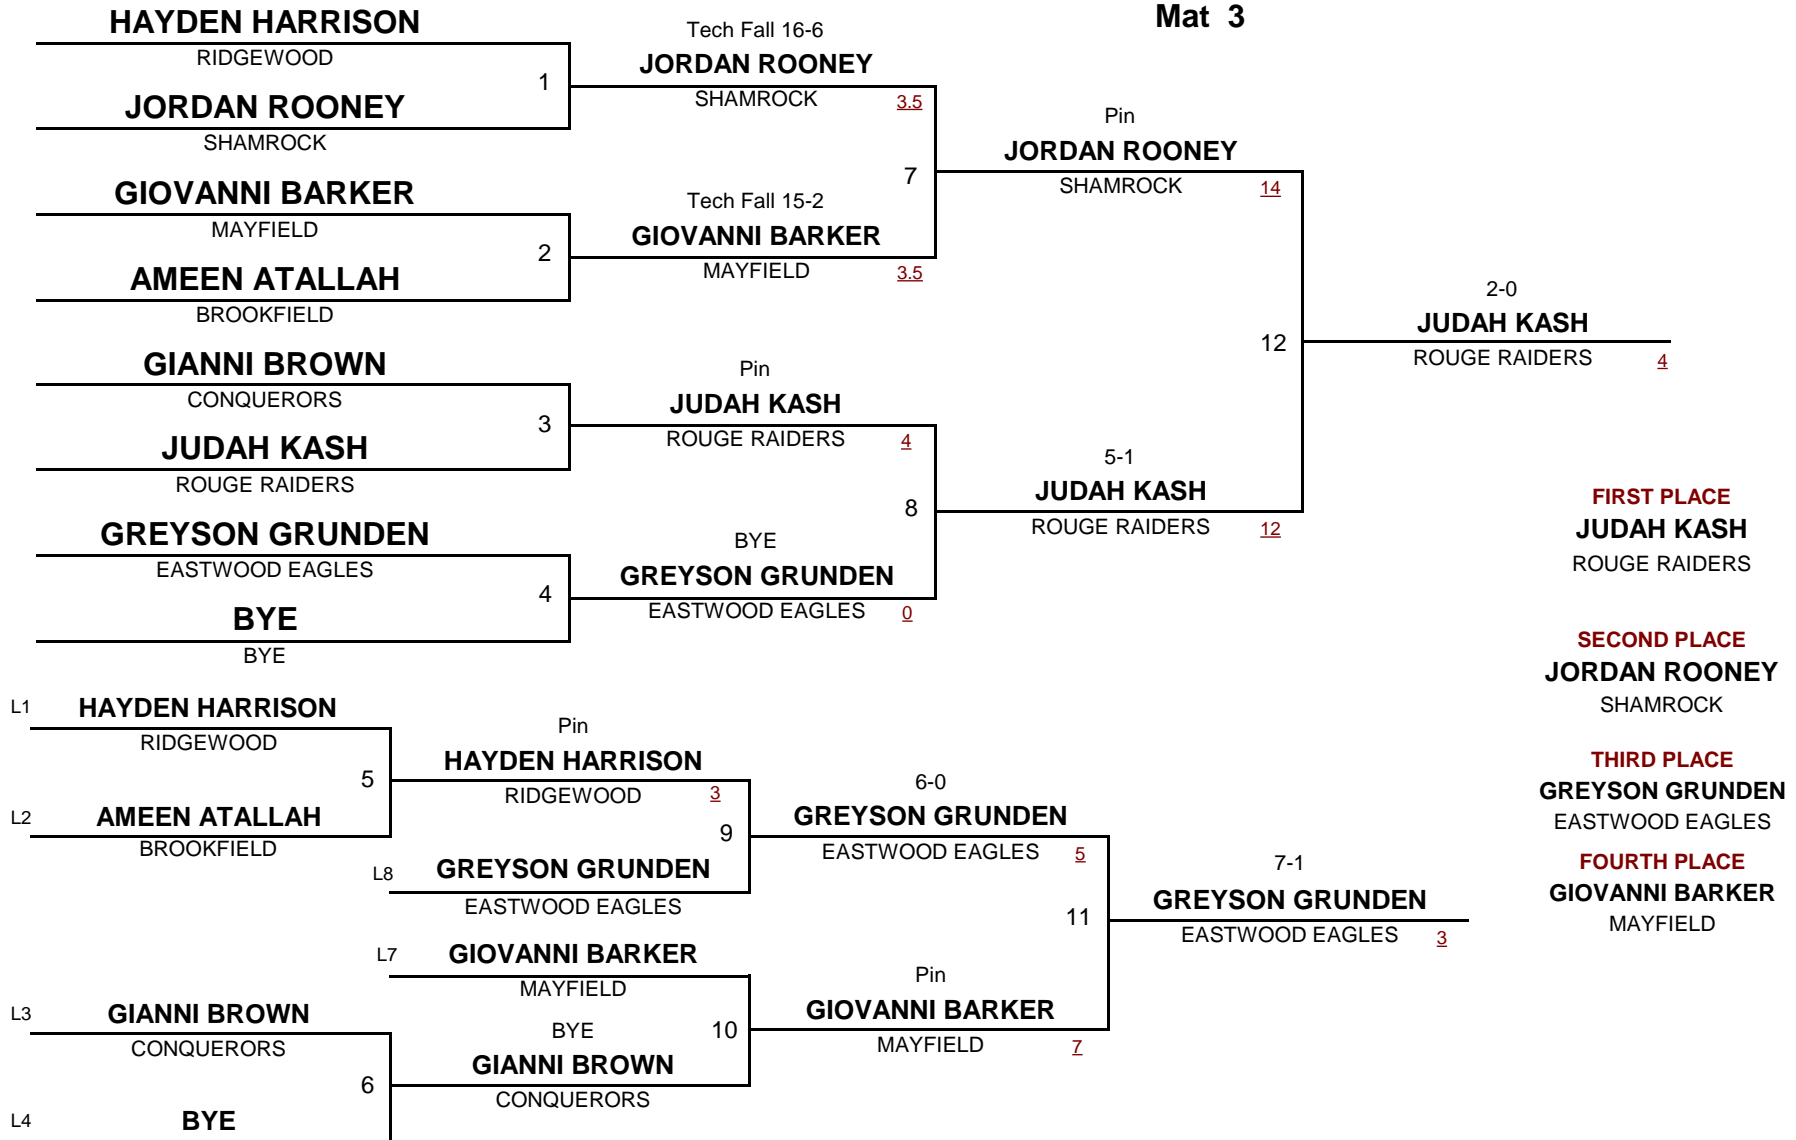 Mat 3
HAYDEN HARRISON
RIDGEWOOD
1
JORDAN ROONEY
SHAMROCK
Tech Fall 16-6
JORDAN ROONEY
SHAMROCK 3.5
GIOVANNI BARKER
MAYFIELD
2
AMEEN ATALLAH
BROOKFIELD
Tech Fall 15-2
GIOVANNI BARKER
MAYFIELD 3.5
7
Pin
JORDAN ROONEY
SHAMROCK 14
GIANNI BROWN
CONQUERORS
3
JUDAH KASH
ROUGE RAIDERS
Pin
JUDAH KASH
ROUGE RAIDERS 4
GREYSON GRUNDEN
EASTWOOD EAGLES
4
BYE
BYE
BYE
GREYSON GRUNDEN
EASTWOOD EAGLES 0
8
5-1
JUDAH KASH
ROUGE RAIDERS 12
12
2-0
JUDAH KASH
ROUGE RAIDERS 4
FIRST PLACE
JUDAH KASH
ROUGE RAIDERS
SECOND PLACE
JORDAN ROONEY
SHAMROCK
THIRD PLACE
GREYSON GRUNDEN
EASTWOOD EAGLES
FOURTH PLACE
GIOVANNI BARKER
MAYFIELD
L1 HAYDEN HARRISON
RIDGEWOOD
5
L2 AMEEN ATALLAH
BROOKFIELD
Pin
HAYDEN HARRISON
RIDGEWOOD 3
9
L8 GREYSON GRUNDEN
EASTWOOD EAGLES
6-0
GREYSON GRUNDEN
EASTWOOD EAGLES 5
L7 GIOVANNI BARKER
MAYFIELD
10
L3 GIANNI BROWN
CONQUERORS
6
L4 BYE
BYE
GIANNI BROWN
CONQUERORS
Pin
GIOVANNI BARKER
MAYFIELD 7
11
7-1
GREYSON GRUNDEN
EASTWOOD EAGLES 3